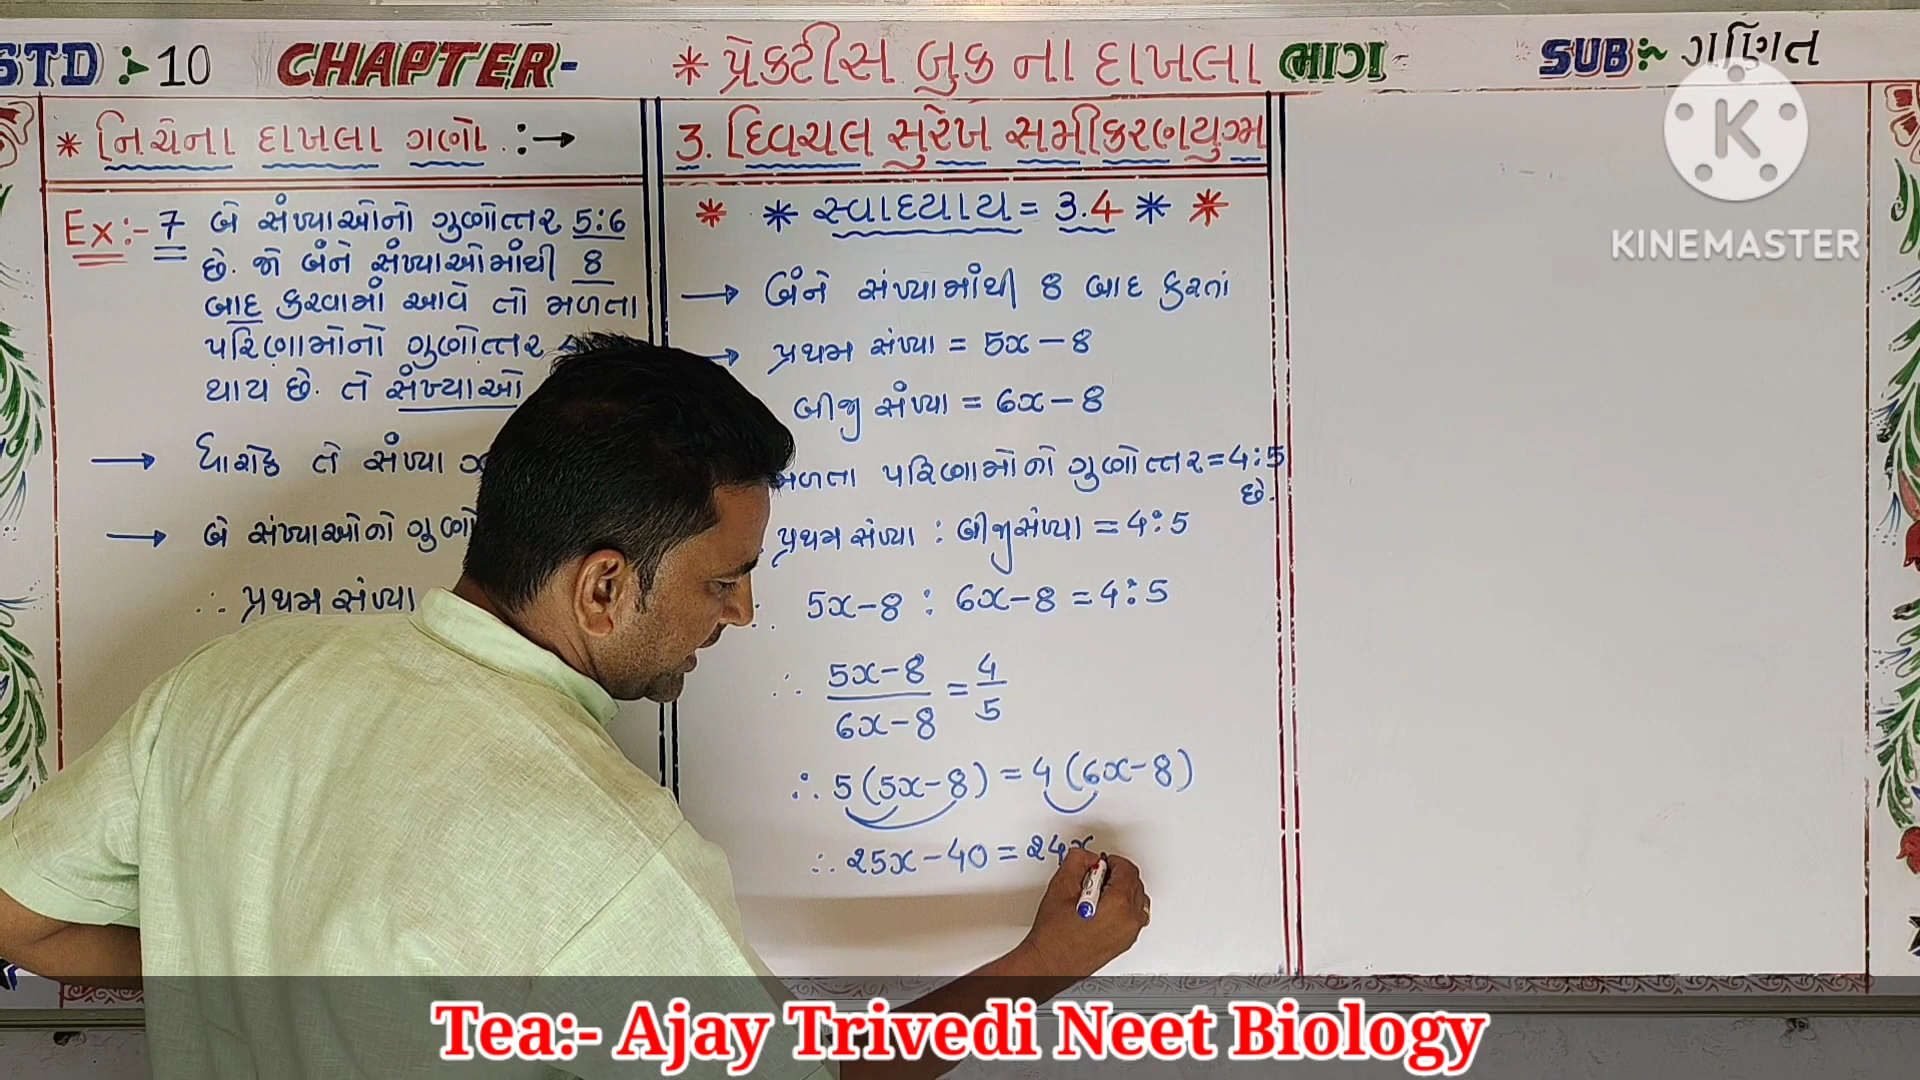 STD :- 10 CHAPTER- * પ્રેકટીસ બુક ના દાખલા ભાગ SUB:~ ગણિત
* નિચેના દાખલા ગણો :→
Ex:- 7 બે સંખ્યાઓનો ગુણોત્તર 5:6
છે. જો બંને સંખ્યાઓમાંથી 8
બાદ કરવામાં આવે તો મળતા
પરિણામોનો ગુણોત્તર
થાય છે. તે સંખ્યાઓ
→ ધારોકે તે સંખ્યા
→ બે સંખ્યાઓનો
∴ પ્રથમ સંખ્યા
3. દ્વિચલ સુરેખ સમીકરણયુગ્મ
* * સ્વાધ્યાય = 3.4 * *
→ બંને સંખ્યામાંથી 8 બાદ કરતાં
→ પ્રથમ સંખ્યા = 5x-8
બીજી સંખ્યા = 6x-8
મળતા પરિણામોનો ગુણોત્તર = 4:5
છે.
પ્રથમ સંખ્યા : બીજી સંખ્યા = 4:5
∴ 5x-8 : 6x-8 = 4:5
∴ 5x-8/6x-8 = 4/5
∴ 5(5x-8) = 4(6x-8)
∴ 25x-40 = 24x
K
KINEMASTER
Tea:- Ajay Trivedi Neet Biology